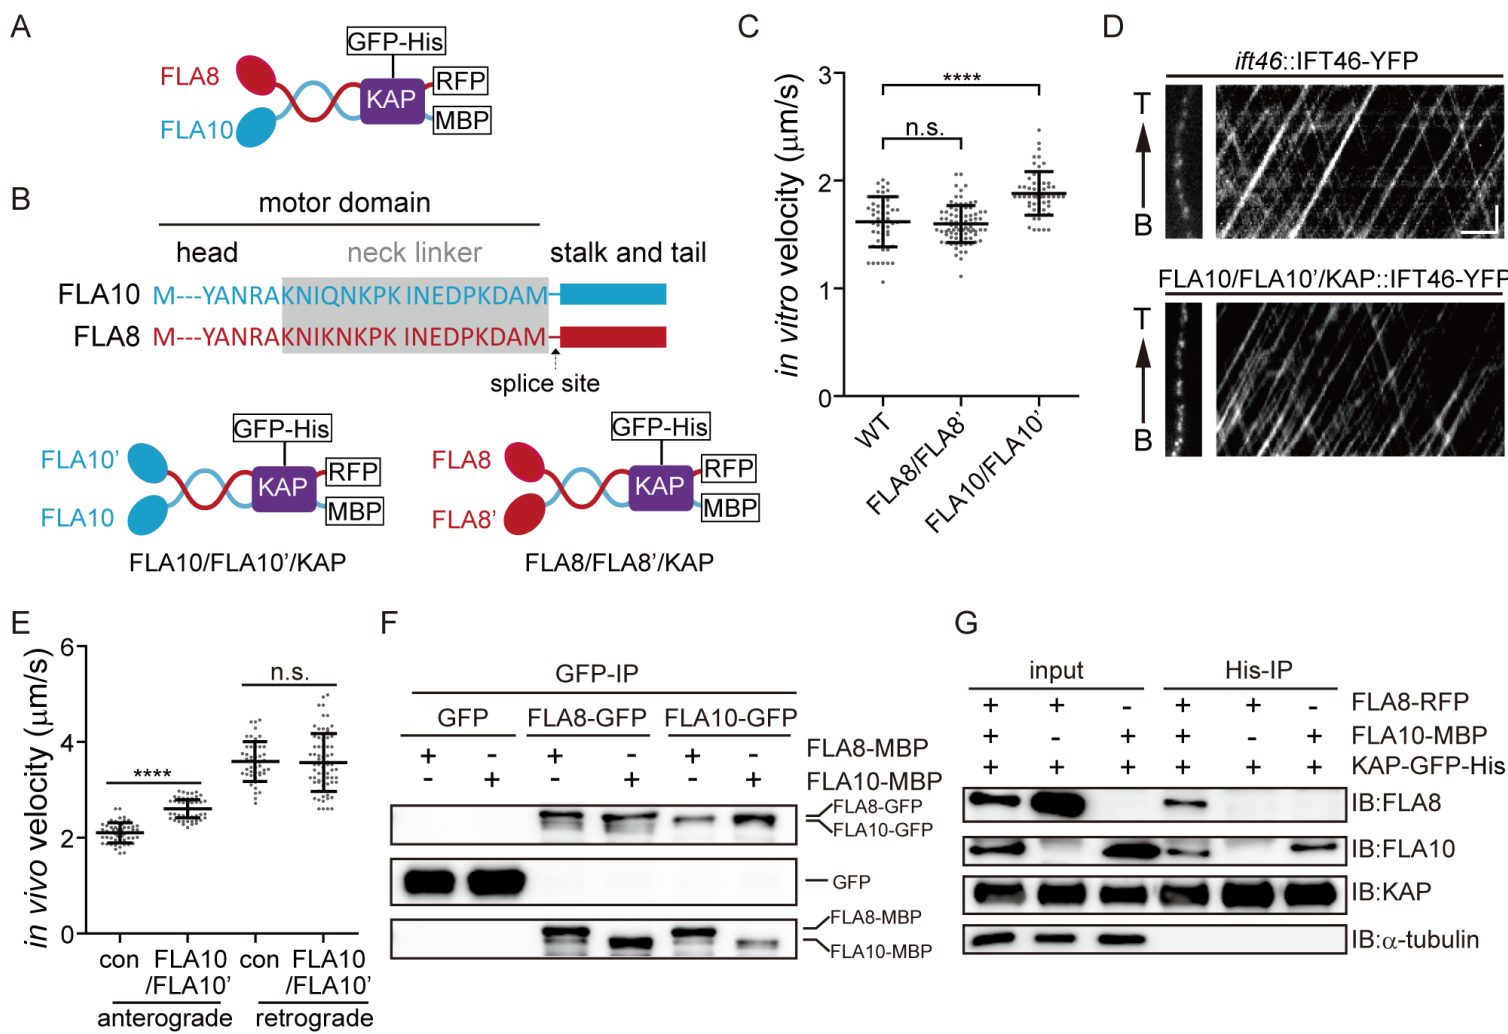 A
GFP-His
FLA8
RFP
KAP
FLA10
MBP
B
motor domain
head
neck linker
stalk and tail
FLA10
M---YANRAKNIQNKPK INEDPKDAM
FLA8
M---YANRAKNIKNKPK INEDPKDAM
splice site
GFP-His
FLA10’
RFP
KAP
FLA10
MBP
FLA10/FLA10’/KAP
GFP-His
FLA8
RFP
KAP
FLA8’
MBP
FLA8/FLA8’/KAP
C
in vitro velocity (μm/s)
3
2
1
0
****
n.s.
WT
FLA8/FLA8’
FLA10/FLA10’
D
ift46::IFT46-YFP
T
B
FLA10/FLA10’/KAP::IFT46-YFP
T
B
E
in vivo velocity (μm/s)
6
4
2
0
****
n.s.
con
FLA10
/FLA10’
con
FLA10
/FLA10’
anterograde
retrograde
F
GFP-IP
GFP
FLA8-GFP
FLA10-GFP
+ - + - + - FLA8-MBP
- + - + - + FLA10-MBP
FLA8-GFP
FLA10-GFP
GFP
FLA8-MBP
FLA10-MBP
G
input
His-IP
+ + - + + - FLA8-RFP
+ - + + - + FLA10-MBP
+ + + + + + KAP-GFP-His
IB:FLA8
IB:FLA10
IB:KAP
IB:α-tubulin